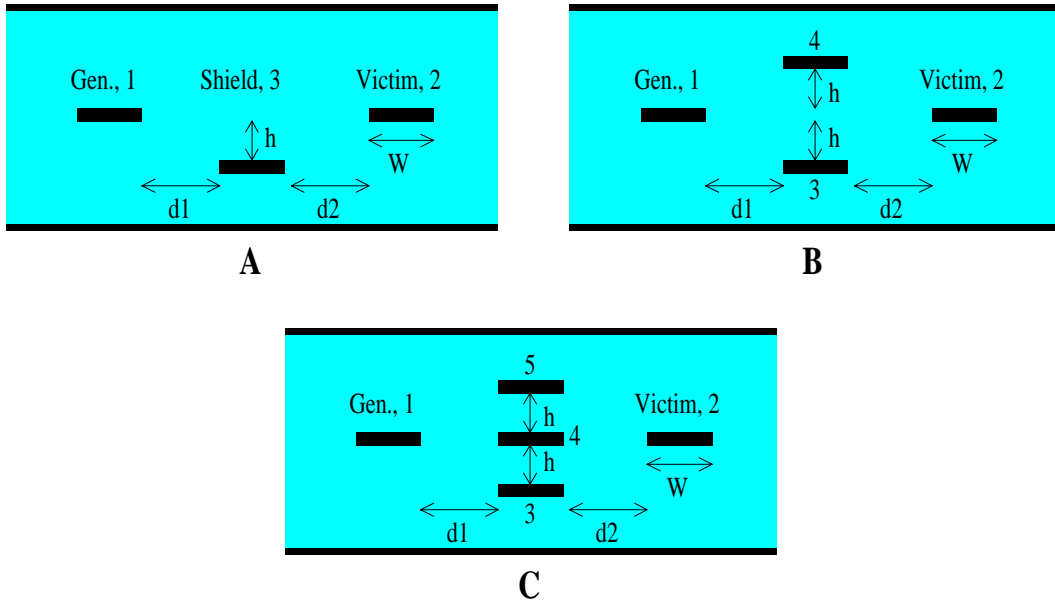 Gen., 1
Shield, 3
Victim, 2
h
W
d1
d2
A
4
Gen., 1
Victim, 2
h
h
W
3
d1
d2
B
5
Gen., 1
Victim, 2
h
4
h
W
3
d1
d2
C